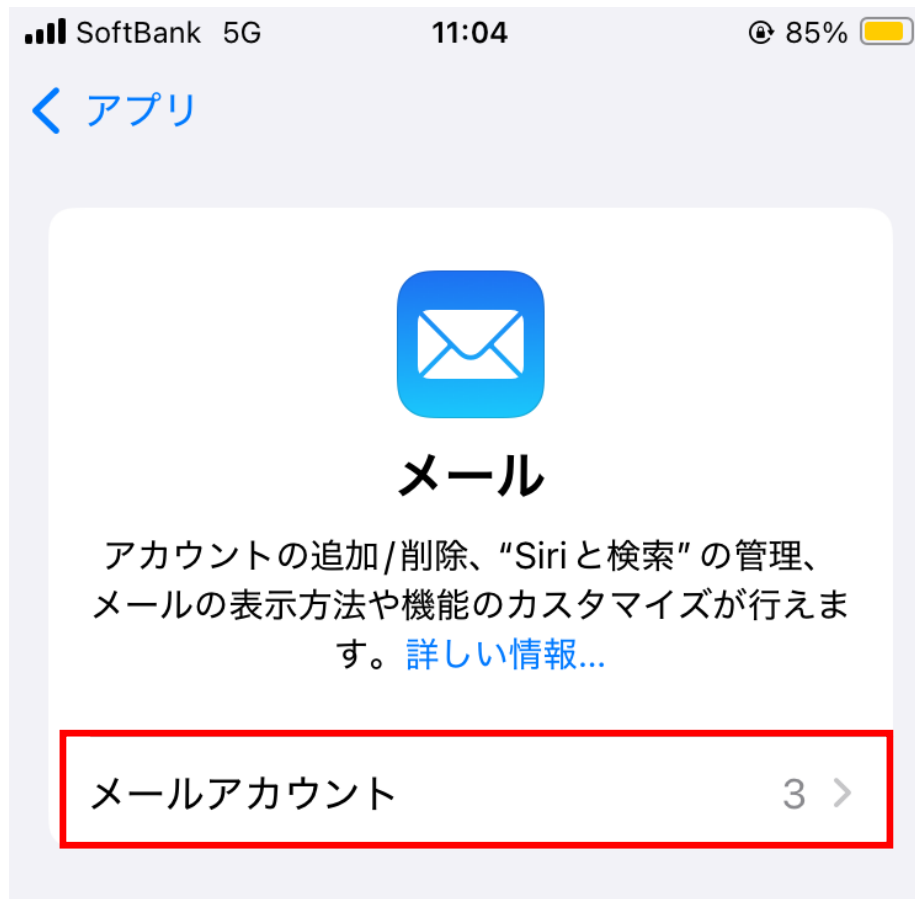 SoftBank 5G 11:04 85%
アプリ
メール
アカウントの追加/削除、“Siriと検索” の管理、
メールの表示方法や機能のカスタマイズが行えま
す。詳しい情報...
メールアカウント 3